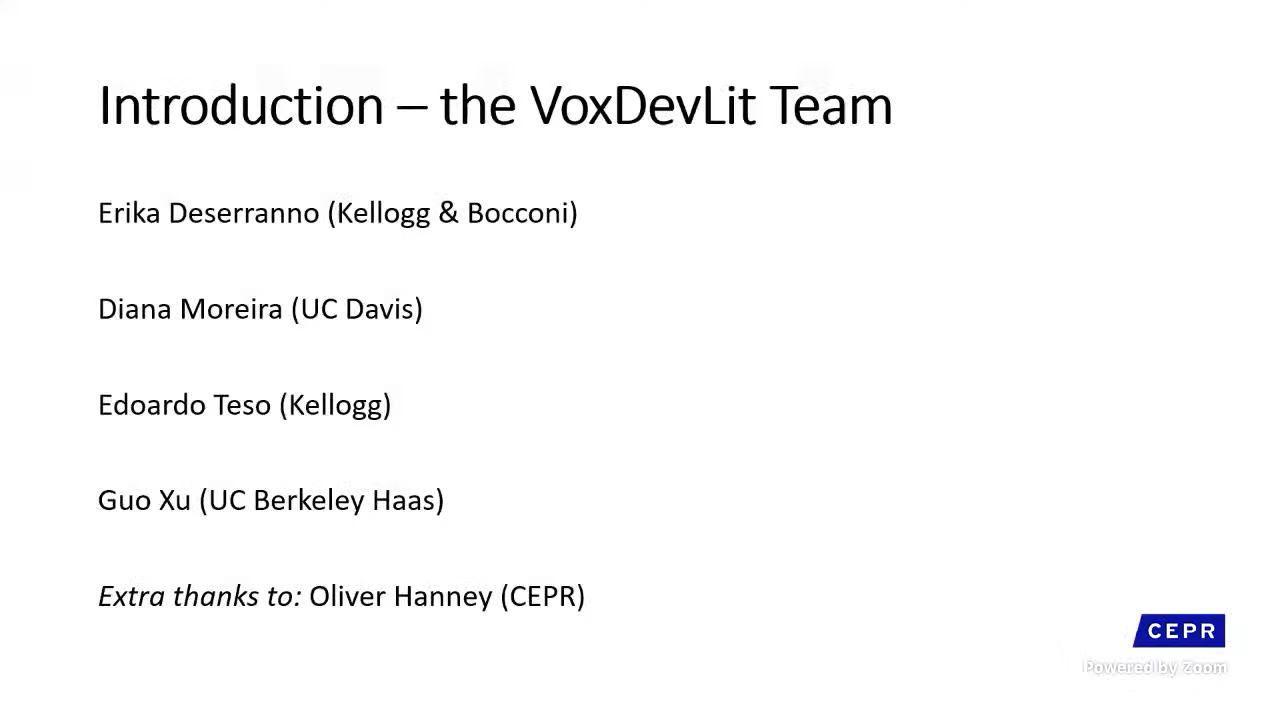 Introduction – the VoxDevLit Team
Erika Deserranno (Kellogg & Bocconi)
Diana Moreira (UC Davis)
Edoardo Teso (Kellogg)
Guo Xu (UC Berkeley Haas)
Extra thanks to: Oliver Hanney (CEPR)
CEPR
Powered by Zoom